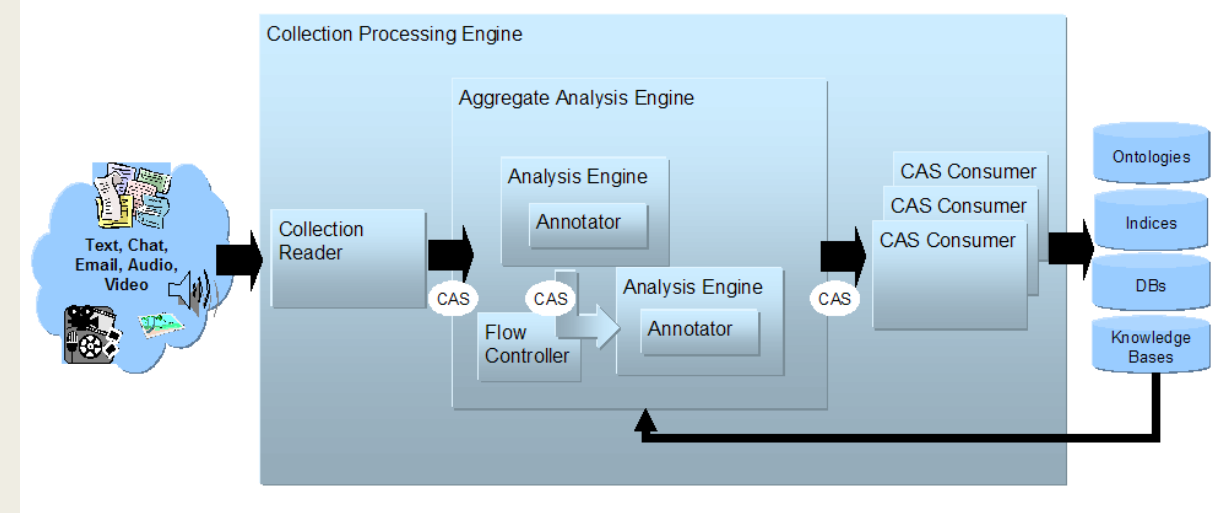 Collection Processing Engine
Aggregate Analysis Engine
Analysis Engine
Annotator
CAS Consumer
CAS Consumer
CAS Consumer
Ontologies
Indices
DBs
Knowledge
Bases
Collection
Reader
Text, Chat,
Email, Audio,
Video
CAS
CAS
CAS
Analysis Engine
Annotator
Flow
Controller